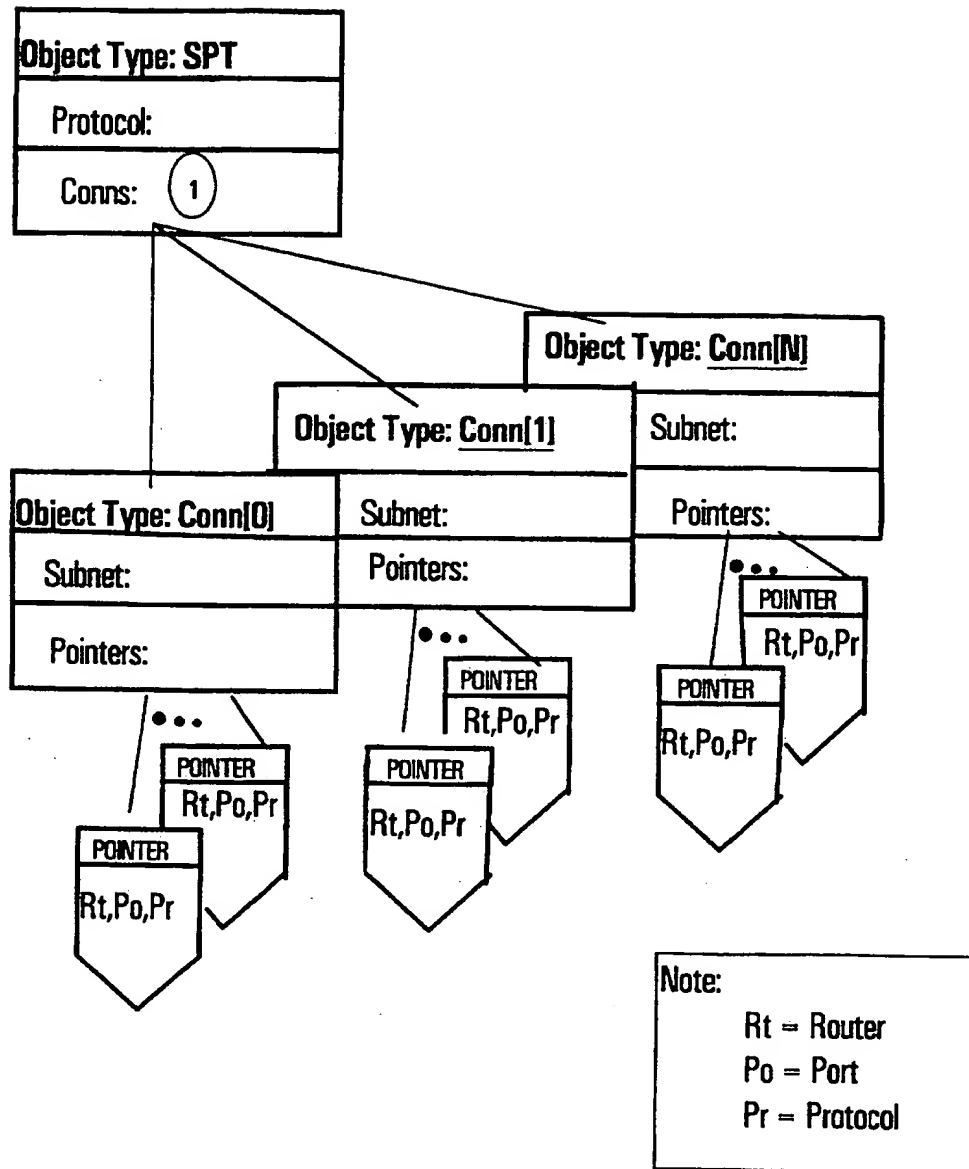 Object Type: SPT
Protocol:
Conns: 1
Object Type: Conn[N]
Subnet:
Pointers:
Object Type: Conn[1]
Subnet:
Pointers:
Object Type: Conn[0]
Subnet:
Pointers:
POINTER
Rt,Po,Pr
POINTER
Rt,Po,Pr
POINTER
Rt,Po,Pr
POINTER
Rt,Po,Pr
POINTER
Rt,Po,Pr
POINTER
Rt,Po,Pr
Note:
Rt = Router
Po = Port
Pr = Protocol